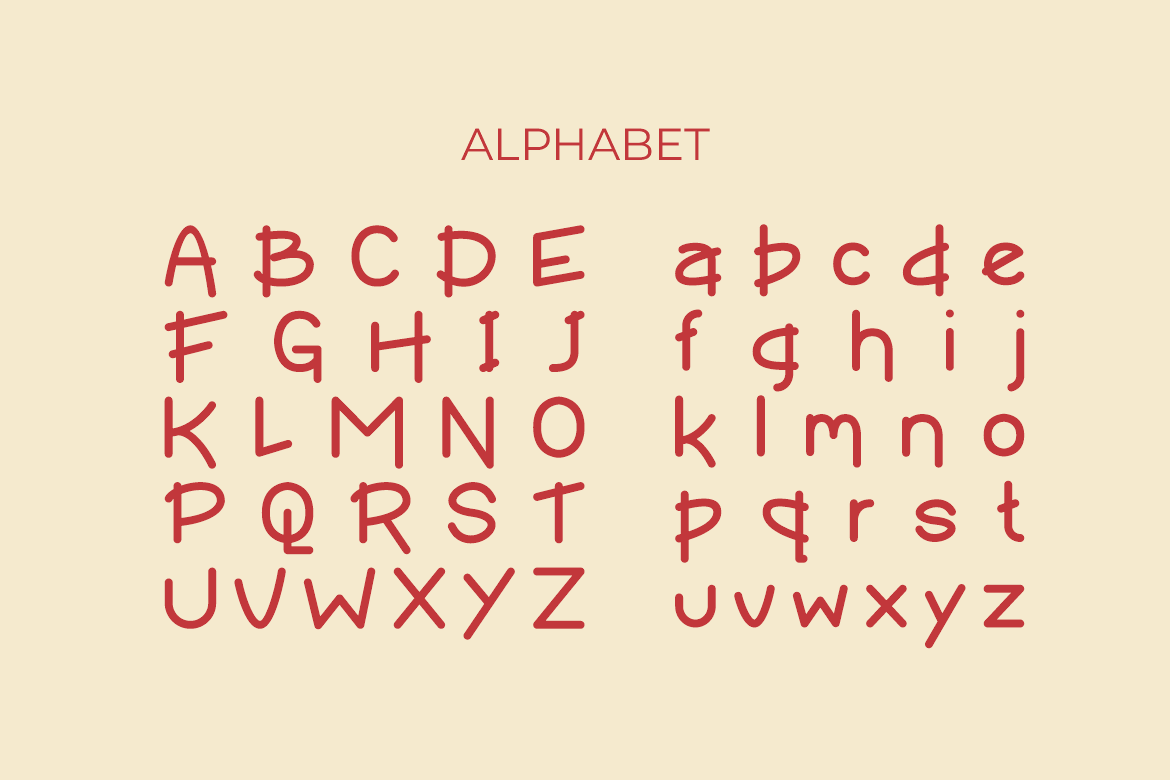 ALPHABET
A B C D E
F G H I J
K L M N O
P Q R S T
U V W X Y Z
a b c d e
f g h i j
k l m n o
p q r s t
u v w x y z